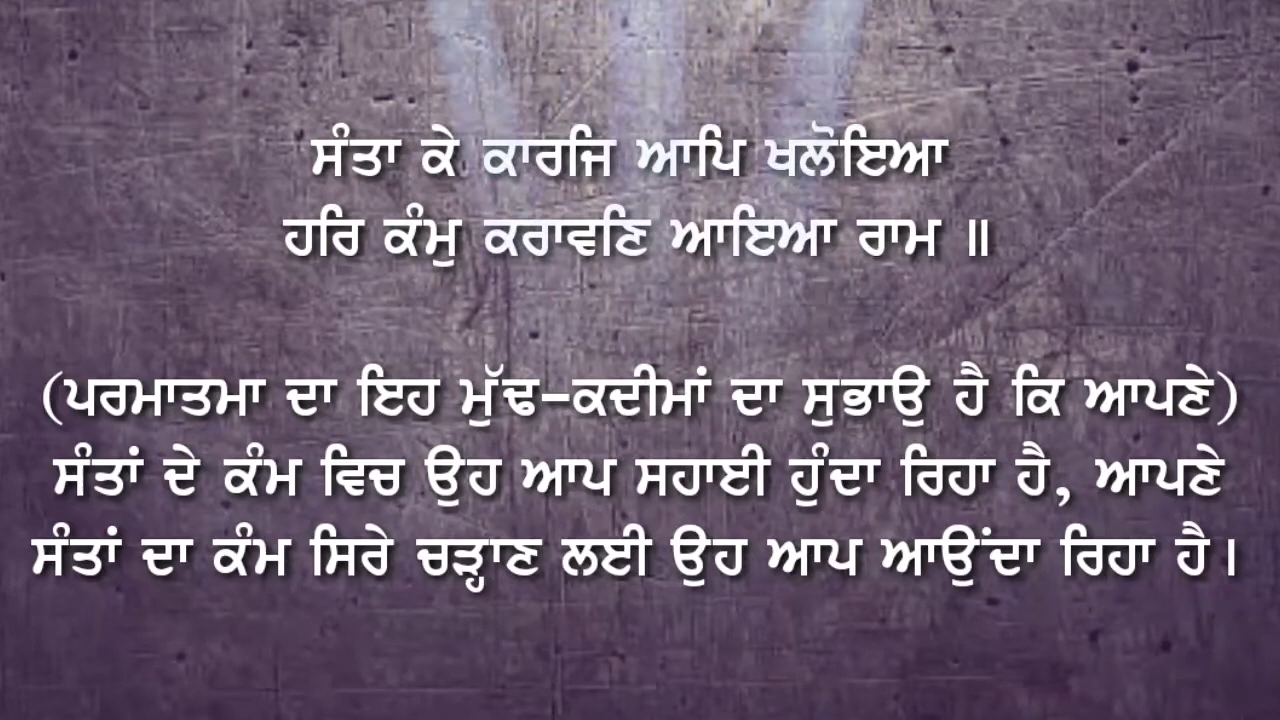 ਸੰਤਾ ਕੇ ਕਾਰਜਿ ਆਪਿ ਖਲੋਇਆ
ਹਰਿ ਕੰਮੁ ਕਰਾਵਣਿ ਆਇਆ ਰਾਮ ॥
(ਪਰਮਾਤਮਾ ਦਾ ਇਹ ਮੁੱਢ-ਕਦੀਮਾਂ ਦਾ ਸੁਭਾਉ ਹੈ ਕਿ ਆਪਣੇ)
ਸੰਤਾਂ ਦੇ ਕੰਮ ਵਿਚ ਉਹ ਆਪ ਸਹਾਈ ਹੁੰਦਾ ਰਿਹਾ ਹੈ, ਆਪਣੇ
ਸੰਤਾਂ ਦਾ ਕੰਮ ਸਿਰੇ ਚੜ੍ਹਾਣ ਲਈ ਉਹ ਆਪ ਆਉਂਦਾ ਰਿਹਾ ਹੈ।